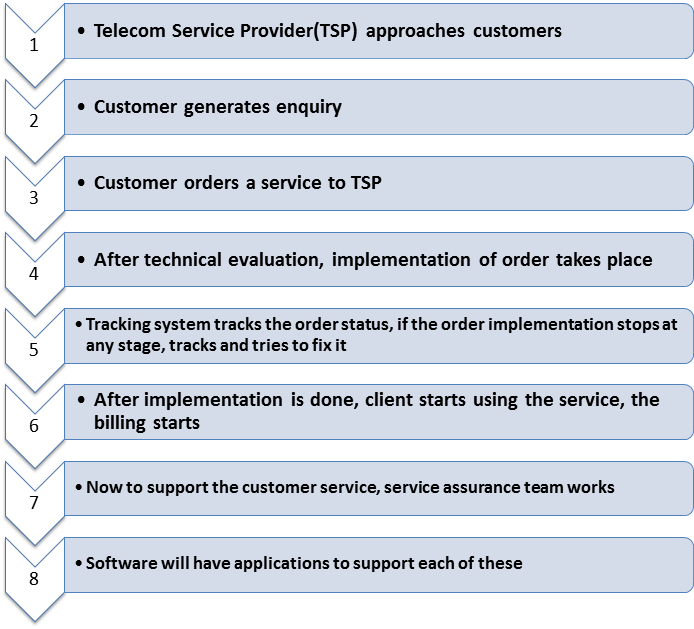 1
• Telecom Service Provider(TSP) approaches customers
2
• Customer generates enquiry
3
• Customer orders a service to TSP
4
• After technical evaluation, implementation of order takes place
5
• Tracking system tracks the order status, if the order implementation stops at
any stage, tracks and tries to fix it
6
• After implementation is done, client starts using the service, the
billing starts
7
• Now to support the customer service, service assurance team works
8
• Software will have applications to support each of these